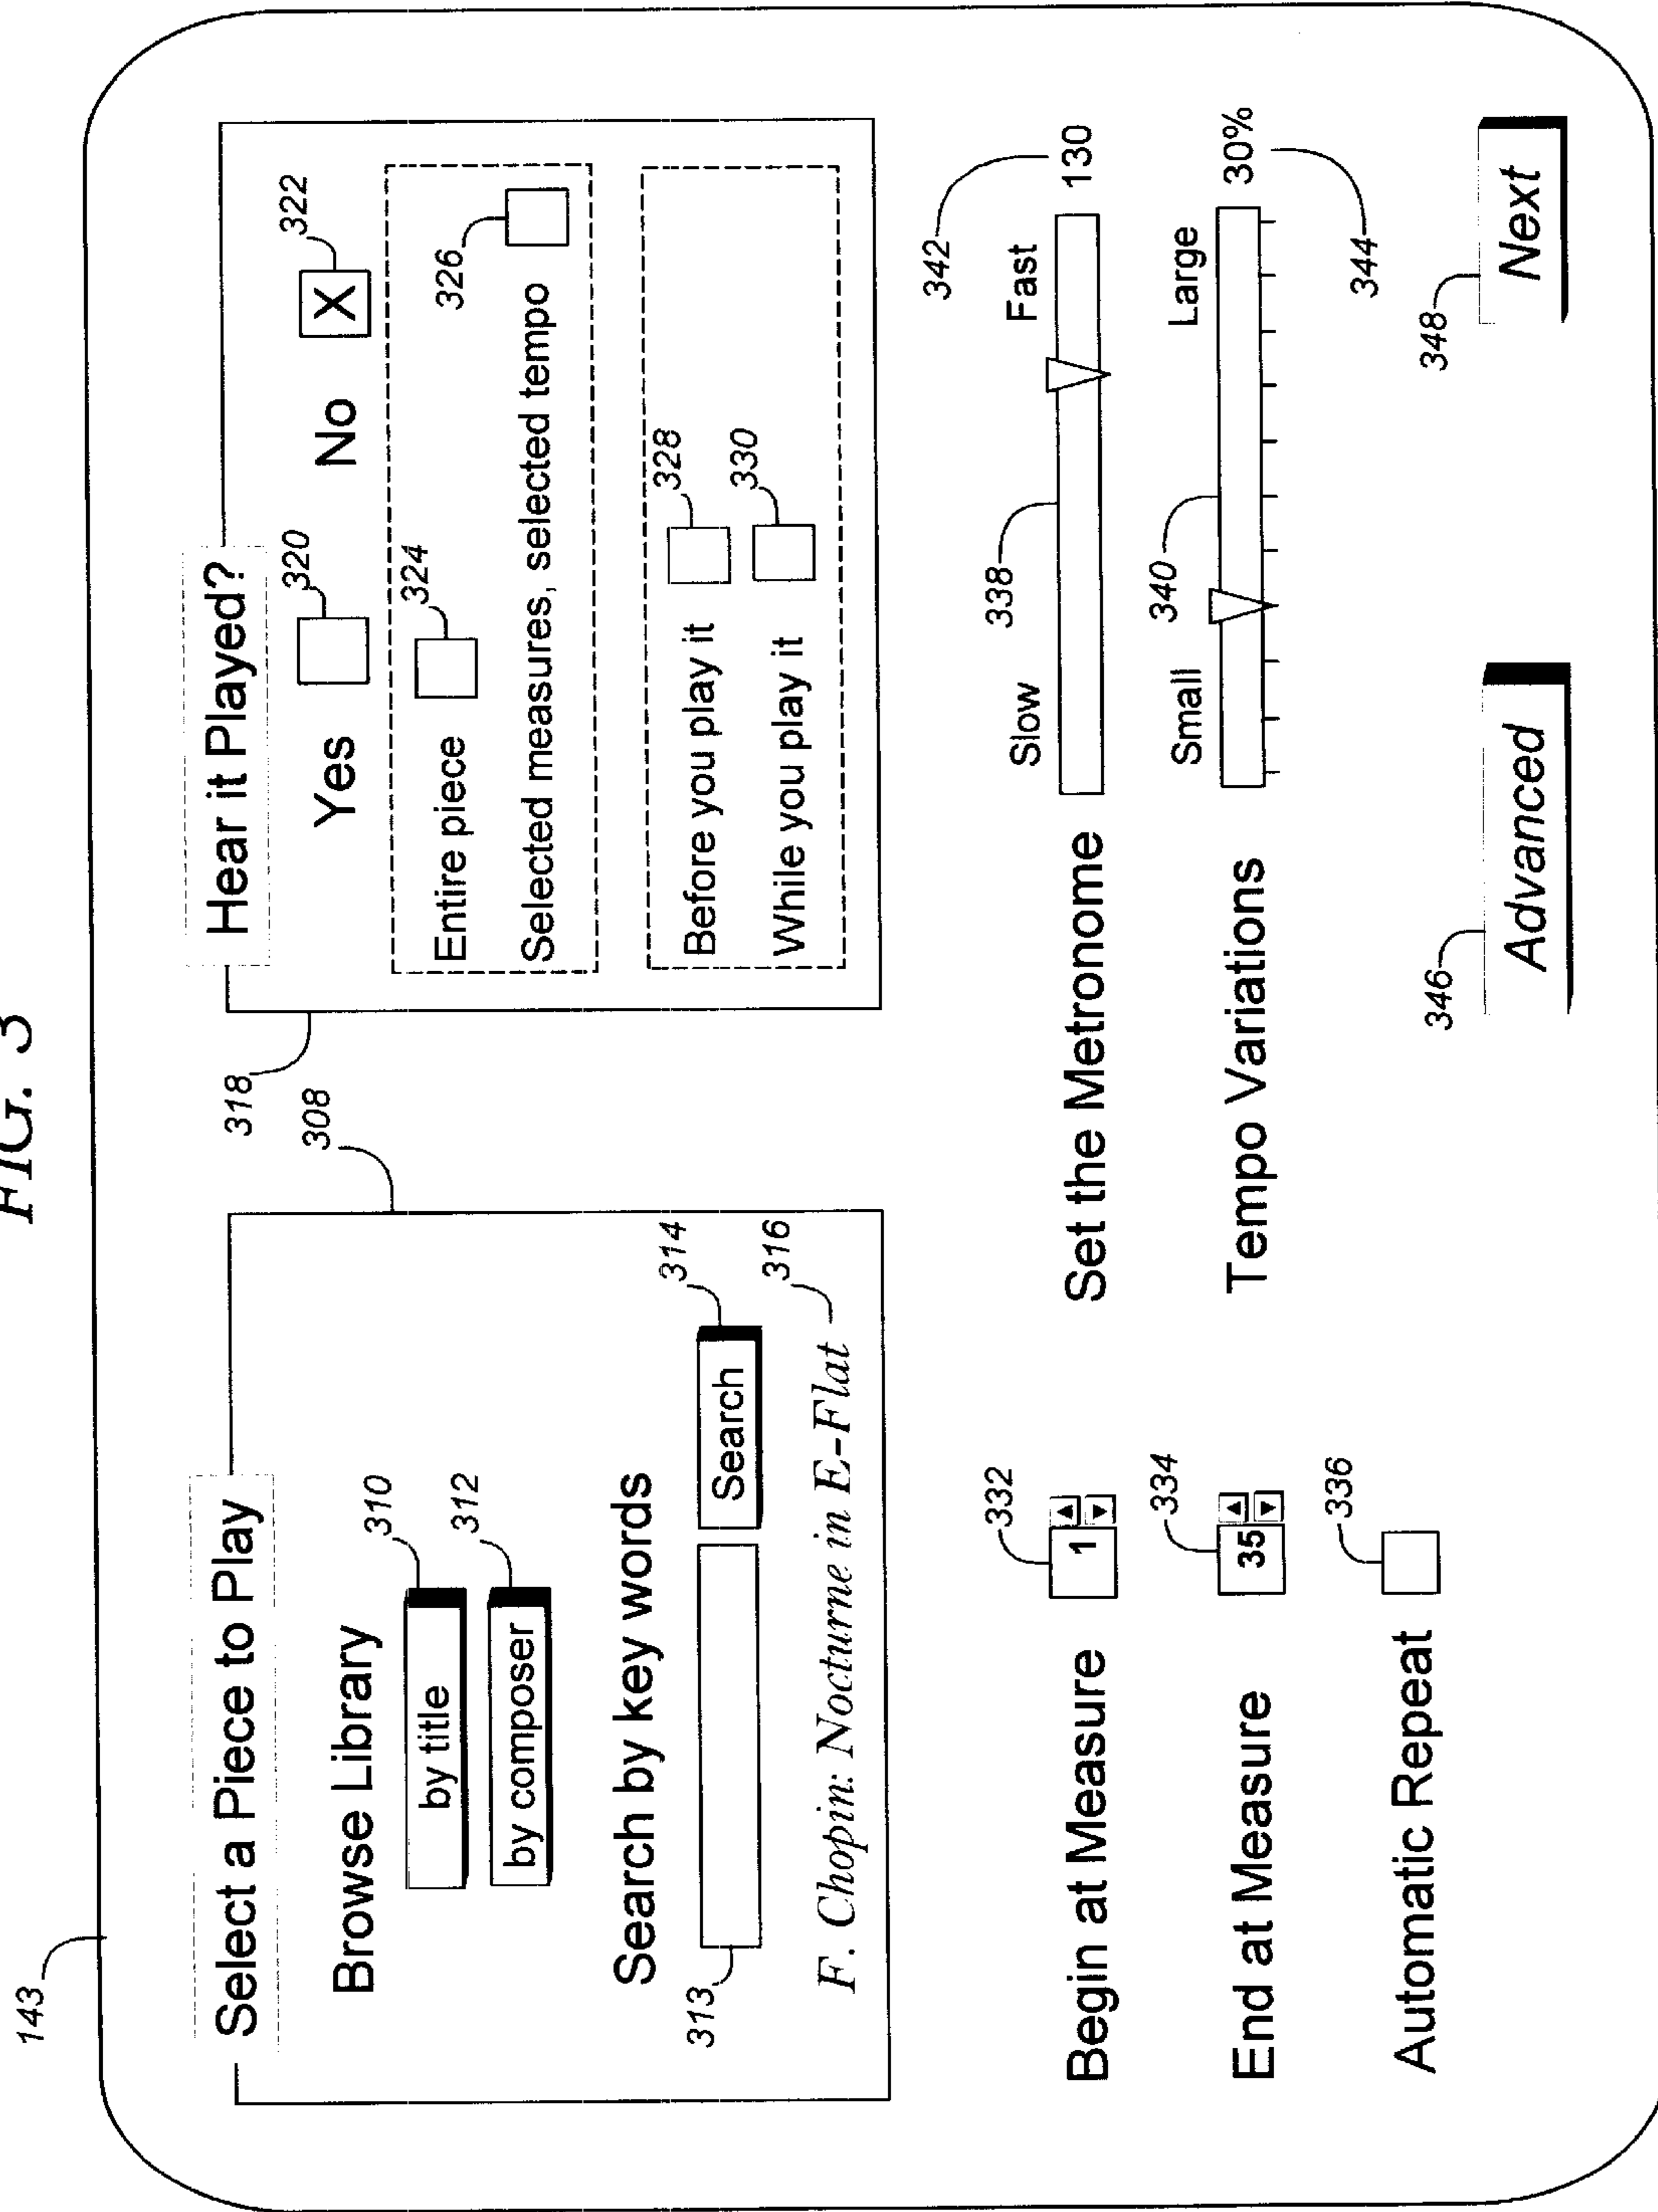 FIG. 3
143
Select a Piece to Play
308
Browse Library
by title
310
by composer
312
Search by key words
313
Search
314
F. Chopin: Nocturne in E-Flat
316
318
Hear it Played?
Yes
320
No
X
322
Entire piece
324
Selected measures, selected tempo
326
Before you play it
328
While you play it
330
Begin at Measure
1
332
End at Measure
35
334
Automatic Repeat
336
Set the Metronome
Slow
338
Fast
342
130
Tempo Variations
Small
340
Large
30%
344
346
Advanced
348
Next